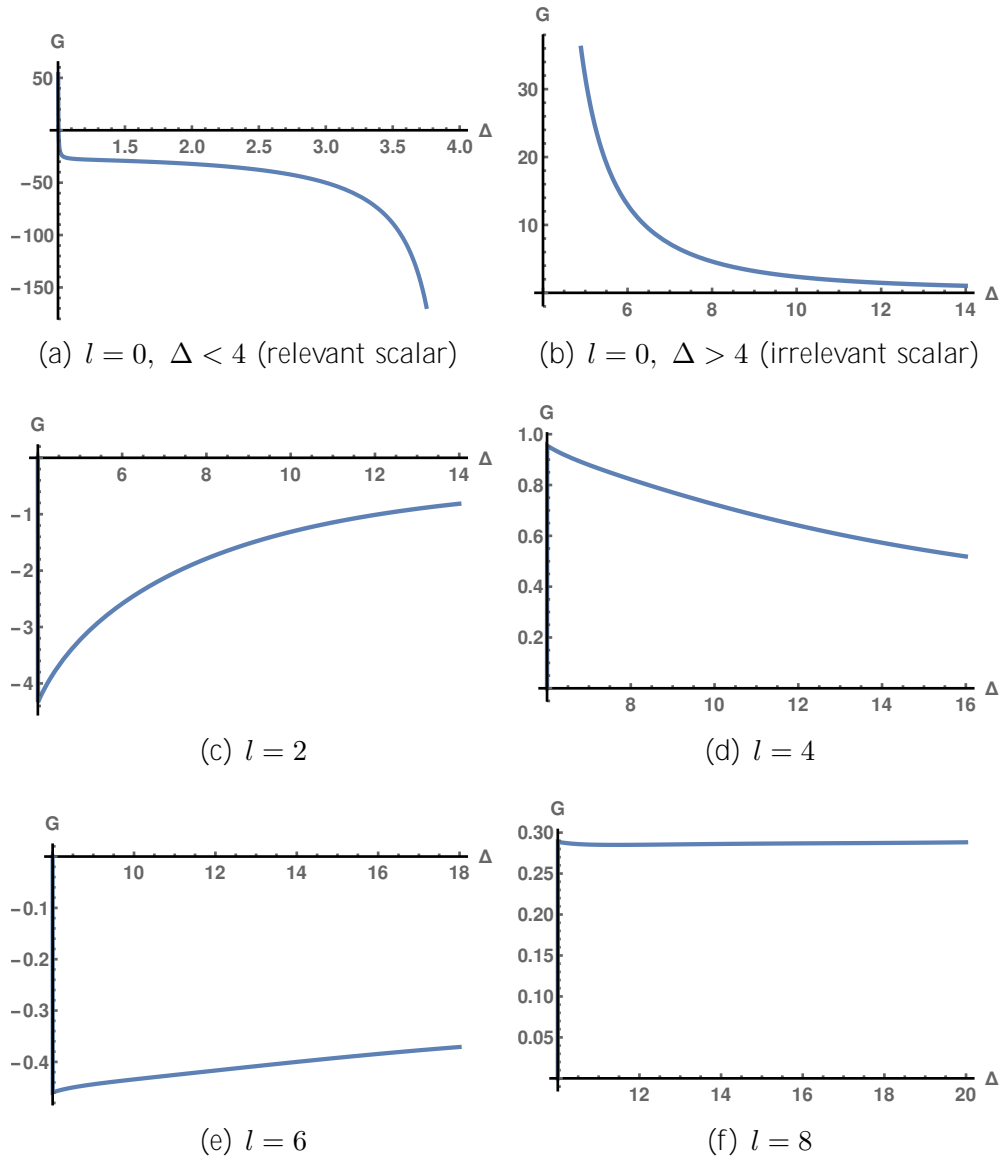 G
50
Δ
1.5 2.0 2.5 3.0 3.5 4.0
−50
−100
−150
(a) l = 0, Δ < 4 (relevant scalar)
G
30
20
10
Δ
6 8 10 12 14
(b) l = 0, Δ > 4 (irrelevant scalar)
G
Δ
6 8 10 12 14
−1
−2
−3
−4
(c) l = 2
G
1.0
0.8
0.6
0.4
0.2
Δ
8 10 12 14 16
(d) l = 4
G
Δ
10 12 14 16 18
−0.1
−0.2
−0.3
−0.4
(e) l = 6
G
0.30
0.25
0.20
0.15
0.10
0.05
Δ
12 14 16 18 20
(f) l = 8